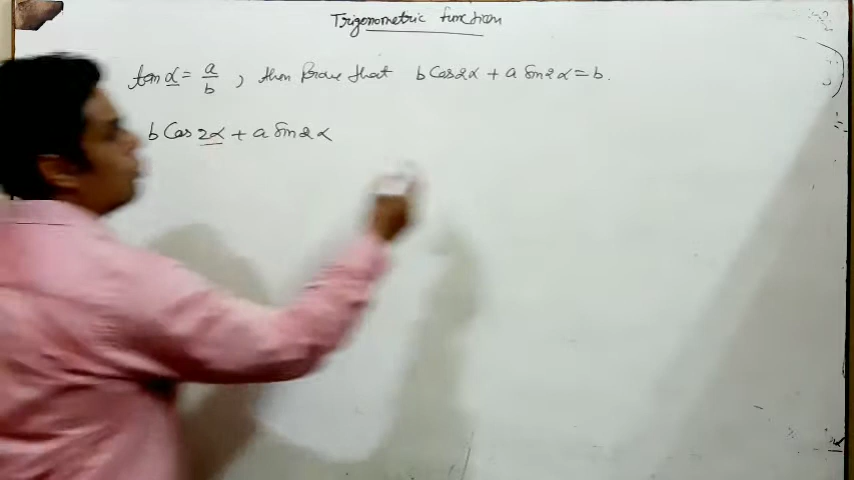 Trigonometric function
tan α = a/b , then prove that b Cos2α + a Sin2α = b.
b Cos 2α + a Sin2α